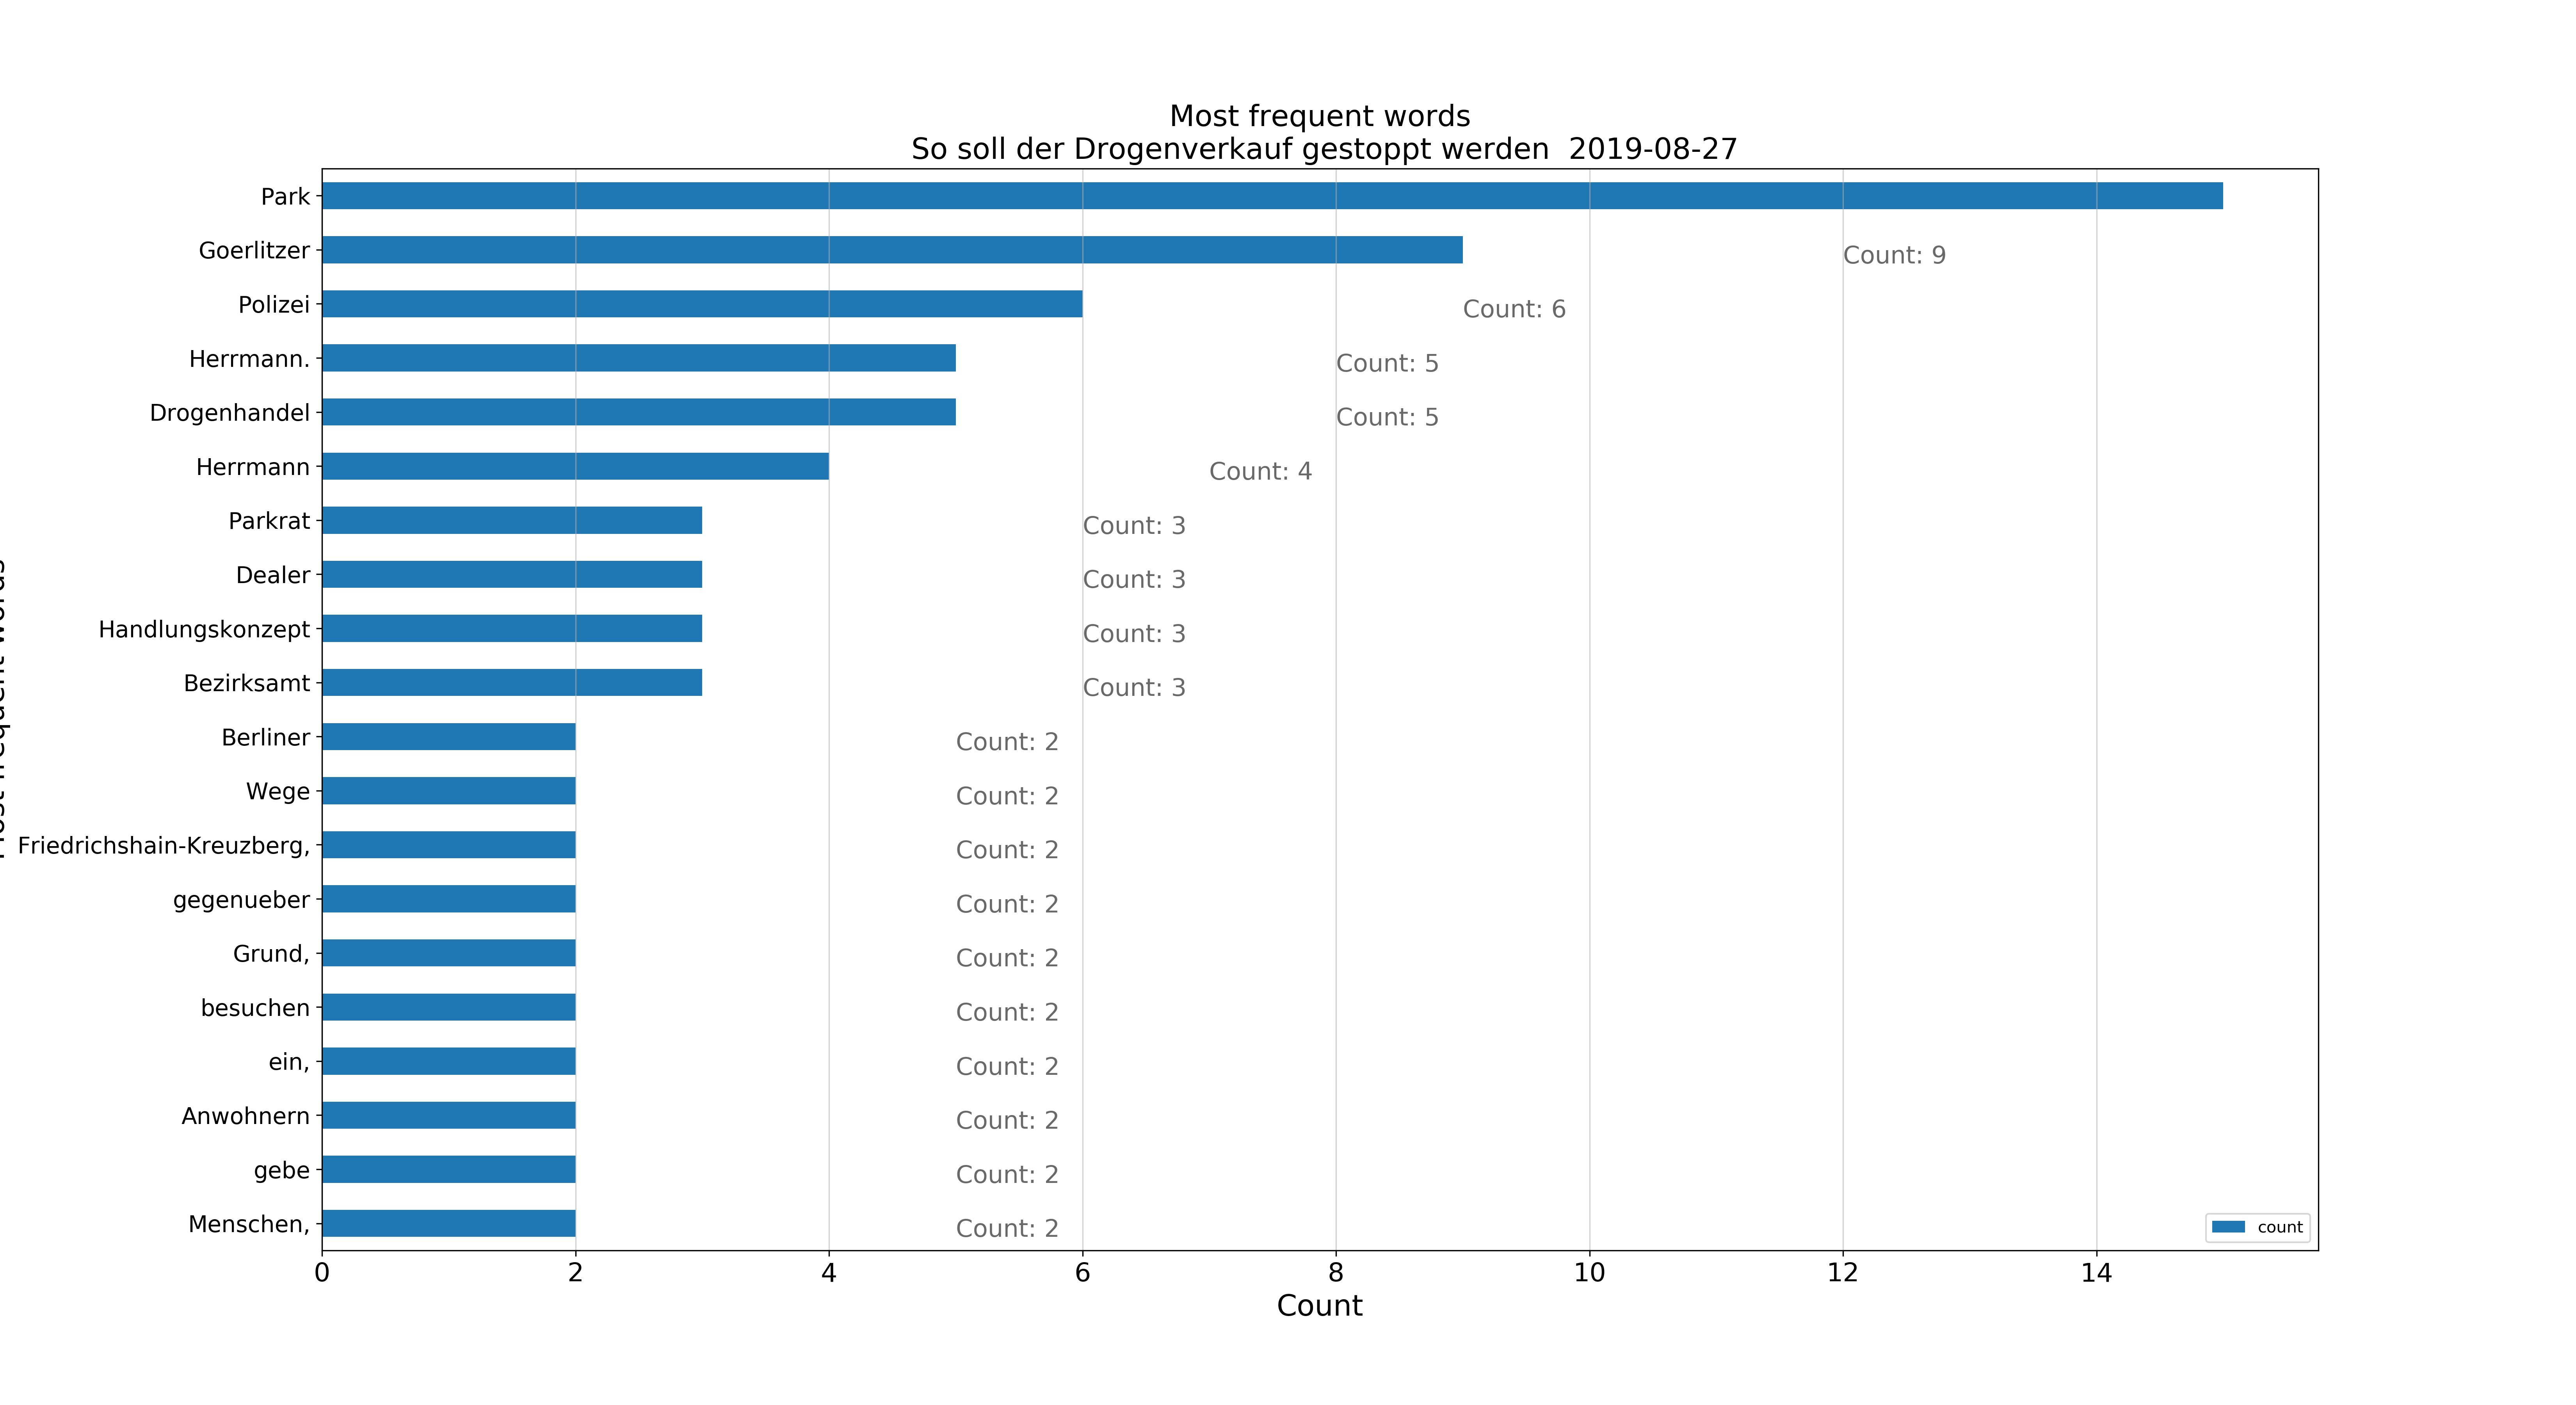 Most frequent words
So soll der Drogenverkauf gestoppt werden 2019-08-27
Park
Goerlitzer Count: 9
Polizei Count: 6
Herrmann. Count: 5
Drogenhandel Count: 5
Herrmann Count: 4
Parkrat Count: 3
Dealer Count: 3
Handlungskonzept Count: 3
Bezirksamt Count: 3
Berliner Count: 2
Wege Count: 2
Friedrichshain-Kreuzberg, Count: 2
gegenueber Count: 2
Grund, Count: 2
besuchen Count: 2
ein, Count: 2
Anwohnern Count: 2
gebe Count: 2
Menschen, Count: 2
count
0 2 4 6 8 10 12 14
Count